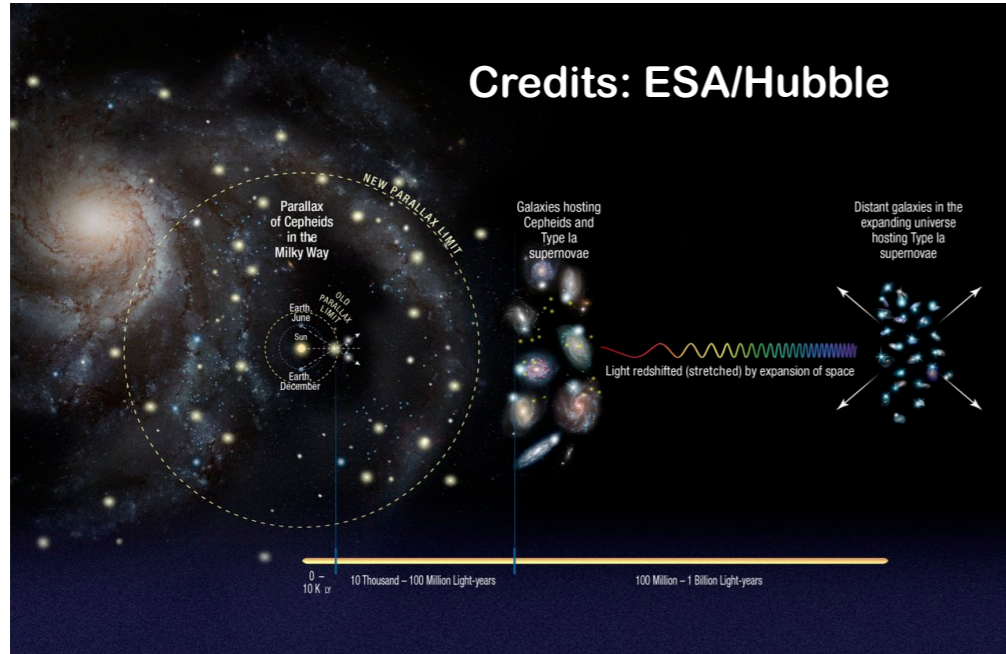 Credits: ESA/Hubble
NEW PARALLAX LIMIT
Parallax
of Cepheids
in the
Milky Way
Galaxies hosting
Cepheids and
Type Ia
supernovae
Distant galaxies in the
expanding universe
hosting Type Ia
supernovae
OLD
PARALLAX
LIMIT
Earth,
June
Sun
Earth,
December
Light redshifted (stretched) by expansion of space
0 –
10 K LY
10 Thousand – 100 Million Light-years
100 Million – 1 Billion Light-years